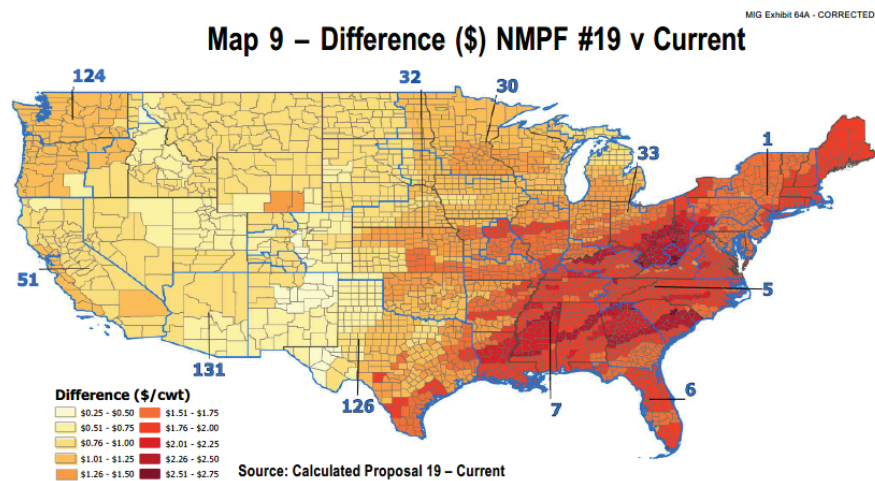 MIG Exhibit 64A - CORRECTED
Map 9 – Difference ($) NMPF #19 v Current
124
32
30
33
1
51
5
131
126
7
6
Difference ($/cwt)
$0.25 - $0.50
$0.51 - $0.75
$0.76 - $1.00
$1.01 - $1.25
$1.26 - $1.50
$1.51 - $1.75
$1.76 - $2.00
$2.01 - $2.25
$2.26 - $2.50
$2.51 - $2.75
Source: Calculated Proposal 19 – Current